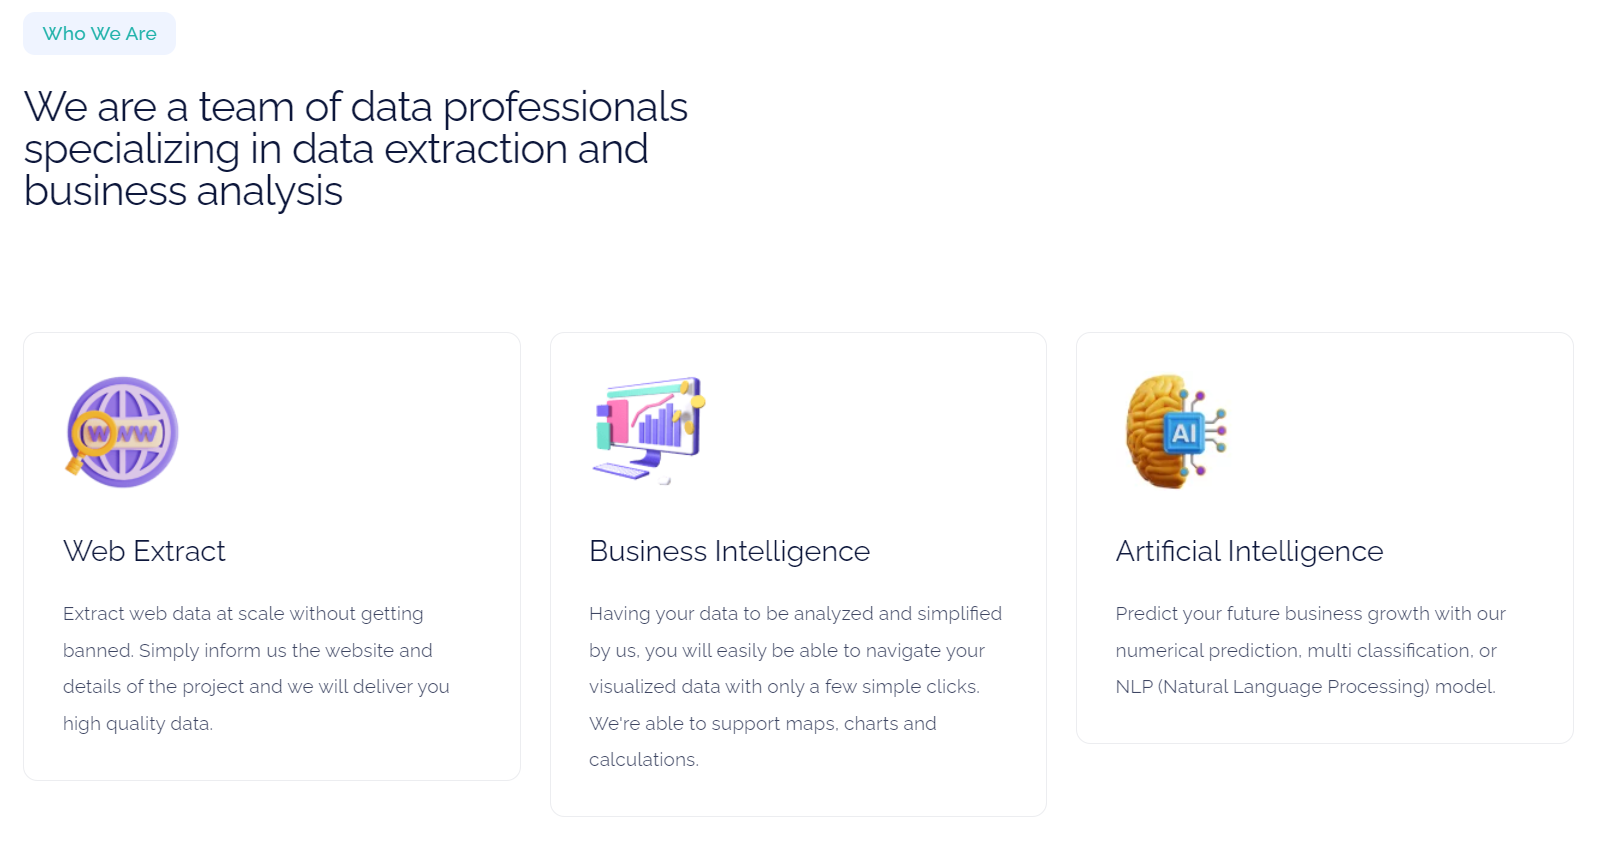 Who We Are
We are a team of data professionals
specializing in data extraction and
business analysis
WWW
Web Extract
Extract web data at scale without getting
banned. Simply inform us the website and
details of the project and we will deliver you
high quality data.
Business Intelligence
Having your data to be analyzed and simplified
by us, you will easily be able to navigate your
visualized data with only a few simple clicks.
We're able to support maps, charts and
calculations.
AI
Artificial Intelligence
Predict your future business growth with our
numerical prediction, multi classification, or
NLP (Natural Language Processing) model.